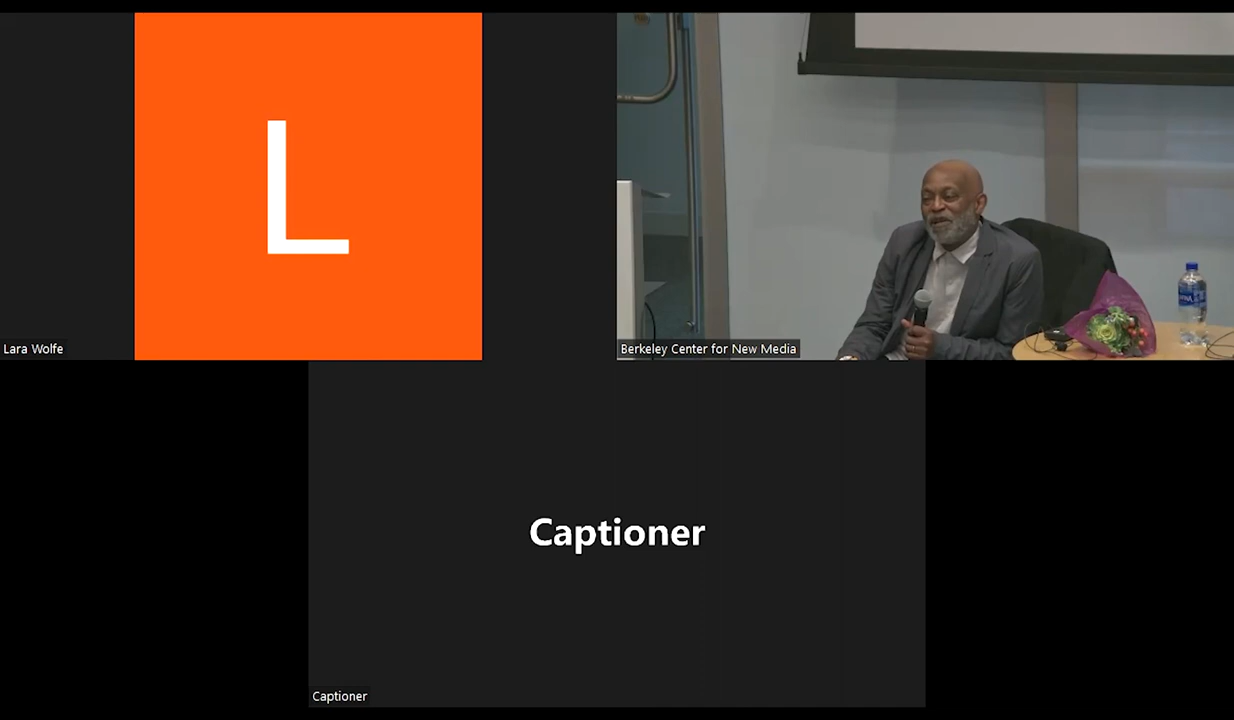 L
Lara Wolfe
Berkeley Center for New Media
Captioner
Captioner